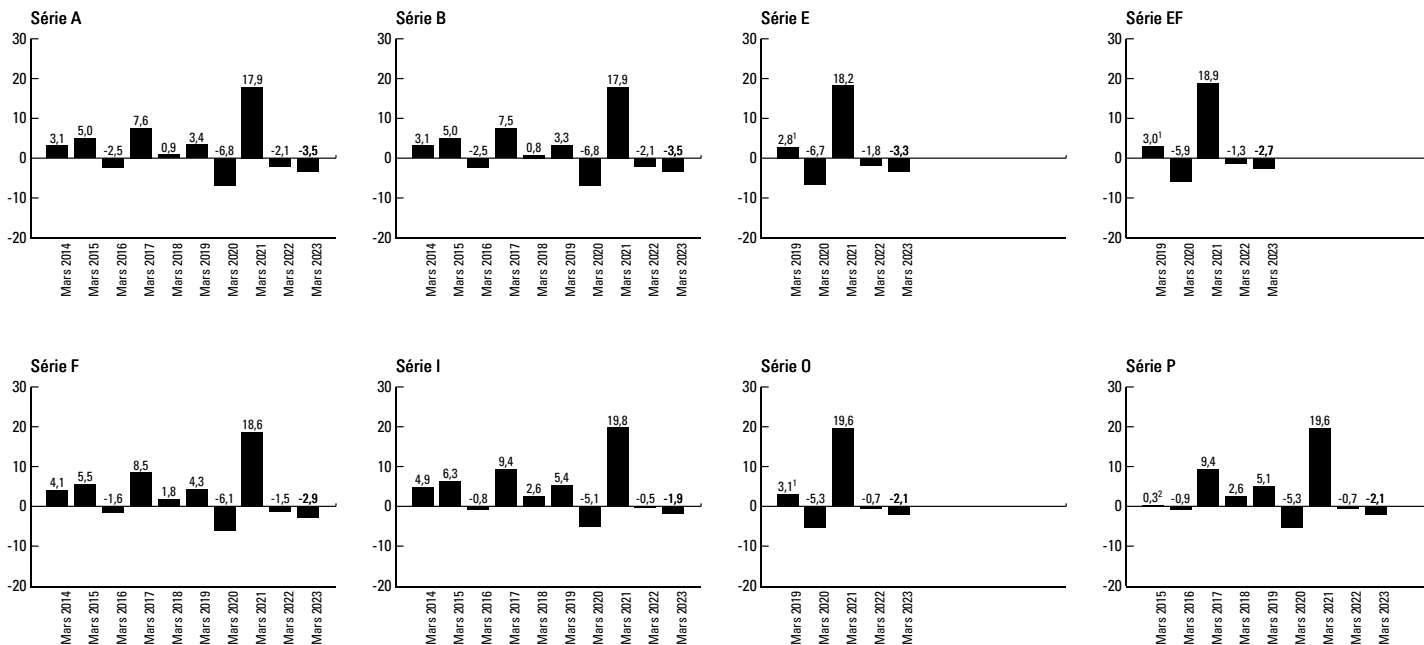 Série A
30
20
10
0
-10
-20
3,1
5,0
-2,5
7,6
0,9
3,4
-6,8
17,9
-2,1
-3,5
Mars 2014
Mars 2015
Mars 2016
Mars 2017
Mars 2018
Mars 2019
Mars 2020
Mars 2021
Mars 2022
Mars 2023
Série B
30
20
10
0
-10
-20
3,1
5,0
-2,5
7,5
0,8
3,3
-6,8
17,9
-2,1
-3,5
Mars 2014
Mars 2015
Mars 2016
Mars 2017
Mars 2018
Mars 2019
Mars 2020
Mars 2021
Mars 2022
Mars 2023
Série E
30
20
10
0
-10
-20
2,8¹
-6,7
18,2
-1,8
-3,3
Mars 2019
Mars 2020
Mars 2021
Mars 2022
Mars 2023
Série EF
30
20
10
0
-10
-20
3,0¹
-5,9
18,9
-1,3
-2,7
Mars 2019
Mars 2020
Mars 2021
Mars 2022
Mars 2023
Série F
30
20
10
0
-10
-20
4,1
5,5
-1,6
8,5
1,8
4,3
-6,1
18,6
-1,5
-2,9
Mars 2014
Mars 2015
Mars 2016
Mars 2017
Mars 2018
Mars 2019
Mars 2020
Mars 2021
Mars 2022
Mars 2023
Série I
30
20
10
0
-10
-20
4,9
6,3
-0,8
9,4
2,6
5,4
-5,1
19,8
-0,5
-1,9
Mars 2014
Mars 2015
Mars 2016
Mars 2017
Mars 2018
Mars 2019
Mars 2020
Mars 2021
Mars 2022
Mars 2023
Série O
30
20
10
0
-10
-20
3,1¹
-5,3
19,6
-0,7
-2,1
Mars 2019
Mars 2020
Mars 2021
Mars 2022
Mars 2023
Série P
30
20
10
0
-10
-20
0,3²
-0,9
9,4
2,6
5,1
-5,3
19,6
-0,7
-2,1
Mars 2015
Mars 2016
Mars 2017
Mars 2018
Mars 2019
Mars 2020
Mars 2021
Mars 2022
Mars 2023